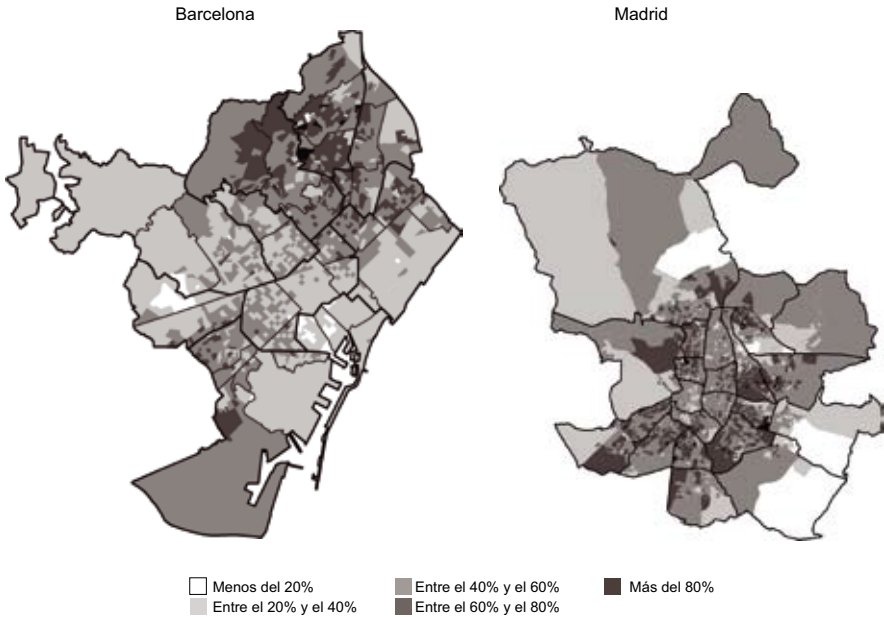 Barcelona
Madrid
Menos del 20%
Entre el 40% y el 60%
Más del 80%
Entre el 20% y el 40%
Entre el 60% y el 80%